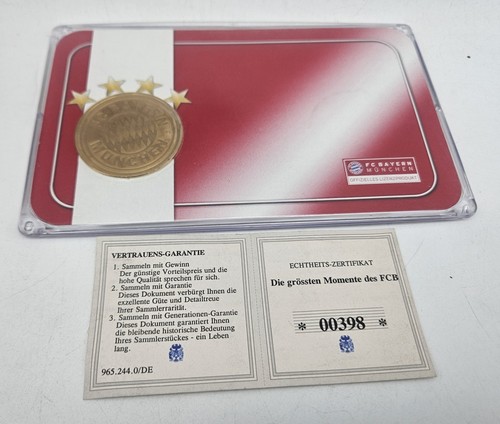 MÜNCHEN
FC BAYERN
MÜNCHEN
OFFIZIELLES LIZENZPRODUKT
VERTRAUENS-GARANTIE
1. Sammeln mit Gewinn
Der günstige Vorteilspreis und die
hohe Qualität sprechen für sich.
2. Sammeln mit Garantie
Dieses Dokument verbürgt Ihnen die
exzellente Güte und Detailtreue
Ihrer Sammlerrarität.
3. Sammeln mit Generationen-Garantie
Dieses Dokument garantiert Ihnen
die bleibende historische Bedeutung
Ihres Sammlerstückes - ein Leben
lang.
965.244.0/DE
ECHTHEITS-ZERTIFIKAT
Die grössten Momente des FCB
* 00398 *